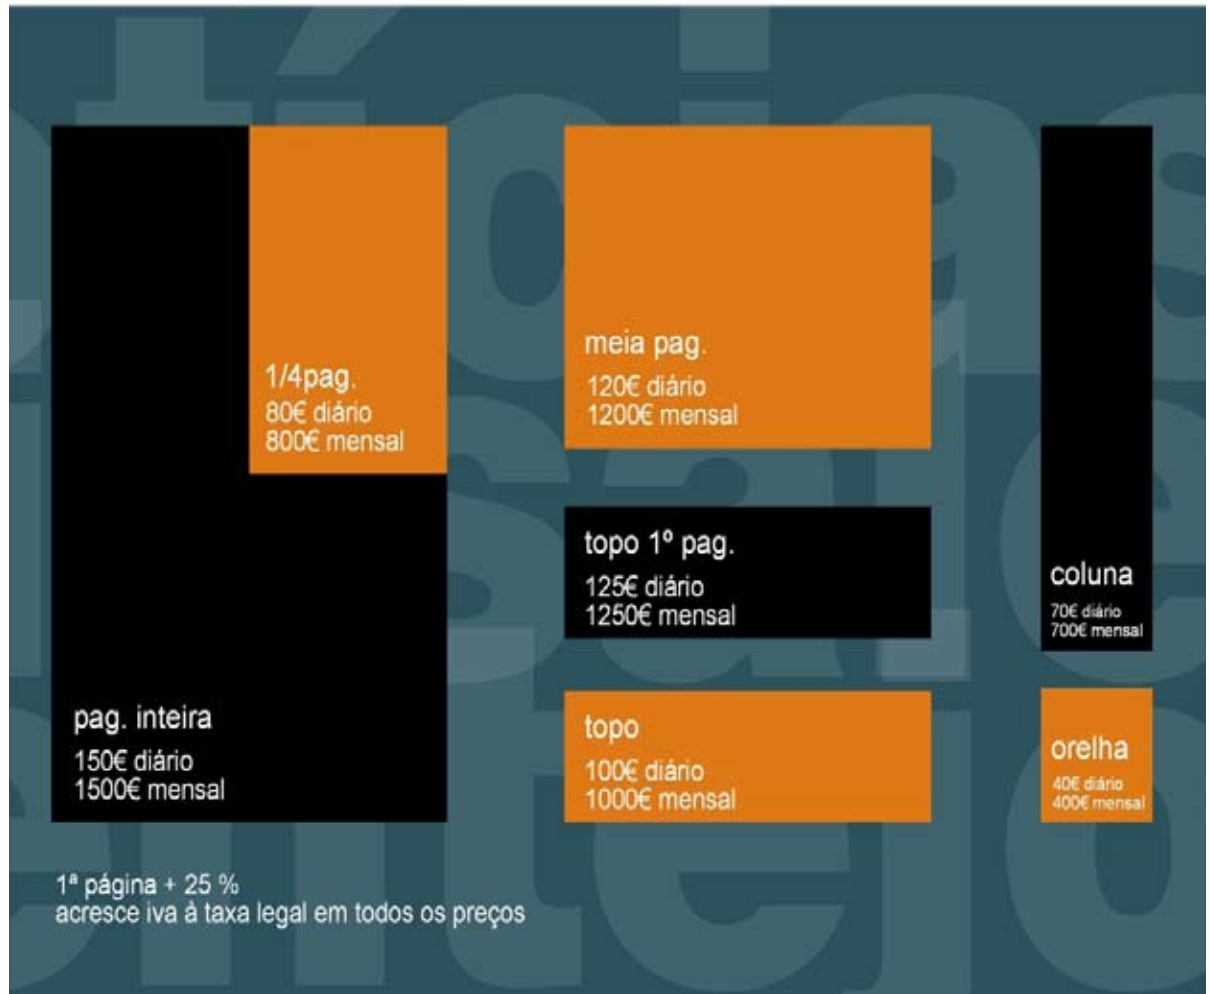 1/4pag.
80€ diário
800€ mensal
pag. inteira
150€ diário
1500€ mensal
meia pag.
120€ diário
1200€ mensal
topo 1º pag.
125€ diário
1250€ mensal
topo
100€ diário
1000€ mensal
coluna
70€ diário
700€ mensal
orelha
40€ diário
400€ mensal
1ª página + 25 %
acresce iva à taxa legal em todos os preços